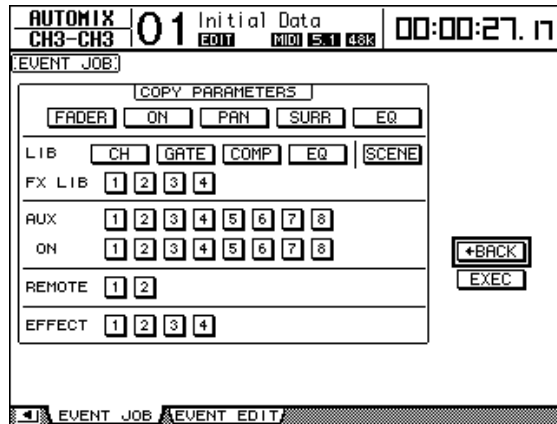 AUTOMIX
CH3-CH3
01 Initial Data
EDIT MIDI 5.1 48K
00:00:27.17
EVENT JOB
COPY PARAMETERS
FADER ON PAN SURR EQ
LIB CH GATE COMP EQ SCENE
FX LIB 1 2 3 4
AUX 1 2 3 4 5 6 7 8
ON 1 2 3 4 5 6 7 8
←BACK
EXEC
REMOTE 1 2
EFFECT 1 2 3 4
EVENT JOB EVENT EDIT